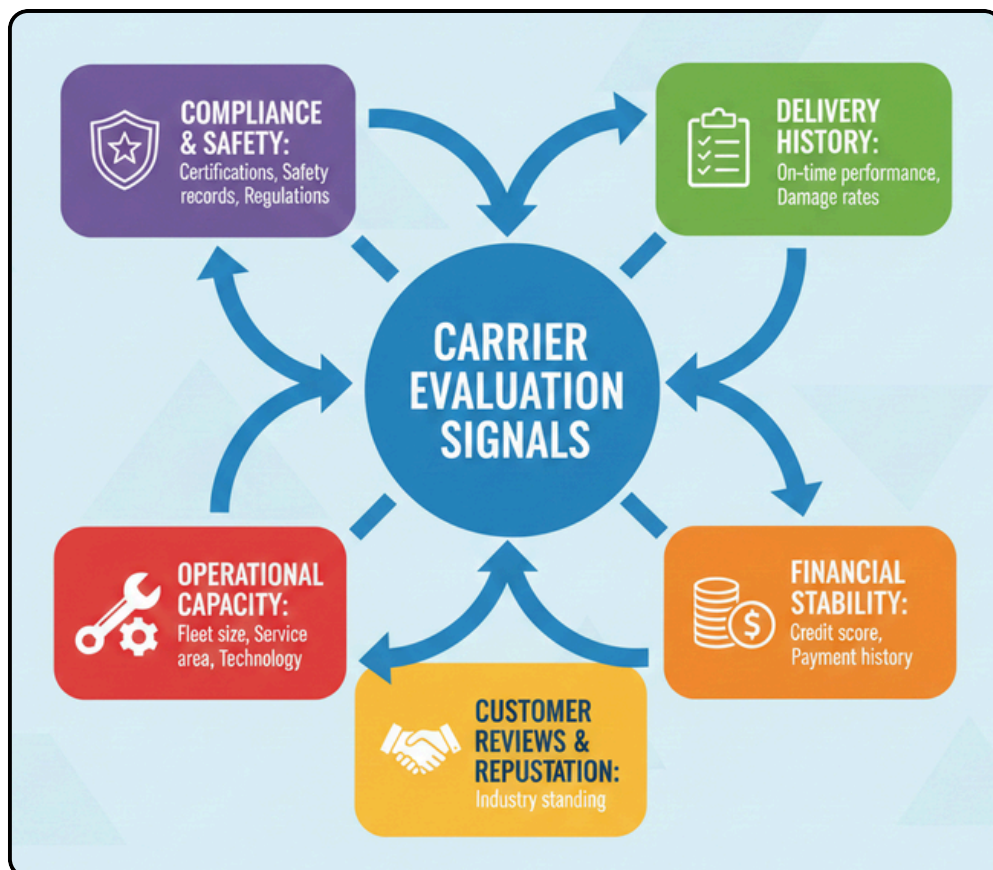 COMPLIANCE
& SAFETY:
Certifications, Safety
records, Regulations
DELIVERY
HISTORY:
On-time performance,
Damage rates
CARRIER
EVALUATION
SIGNALS
OPERATIONAL
CAPACITY:
Fleet size, Service
area, Technology
FINANCIAL
STABILITY:
Credit score,
Payment history
$
CUSTOMER
REVIEWS &
REPUSTATION:
Industry standing